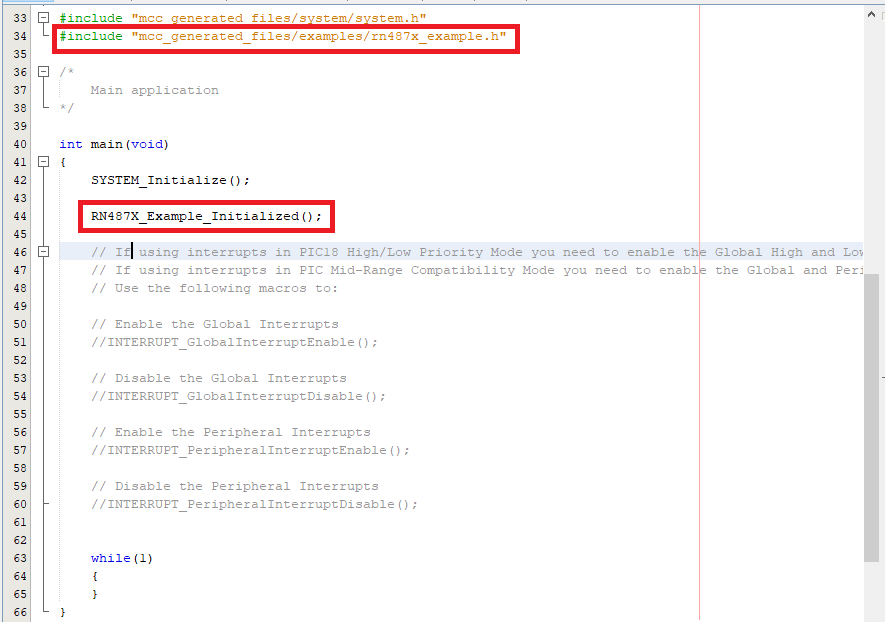 33 #include "mcc_generated_files/system/system.h"
34 #include "mcc_generated_files/examples/rn487x_example.h"
35
36 /*
37 Main application
38 */
39
40 int main(void)
41 {
42 SYSTEM_Initialize();
43
44 RN487X_Example_Initialized();
45
46 // If using interrupts in PIC18 High/Low Priority Mode you need to enable the Global High and Low
47 // If using interrupts in PIC Mid-Range Compatibility Mode you need to enable the Global and Peri
48 // Use the following macros to:
49
50 // Enable the Global Interrupts
51 //INTERRUPT_GlobalInterruptEnable();
52
53 // Disable the Global Interrupts
54 //INTERRUPT_GlobalInterruptDisable();
55
56 // Enable the Peripheral Interrupts
57 //INTERRUPT_PeripheralInterruptEnable();
58
59 // Disable the Peripheral Interrupts
60 //INTERRUPT_PeripheralInterruptDisable();
61
62
63 while(1)
64 {
65 }
66 }